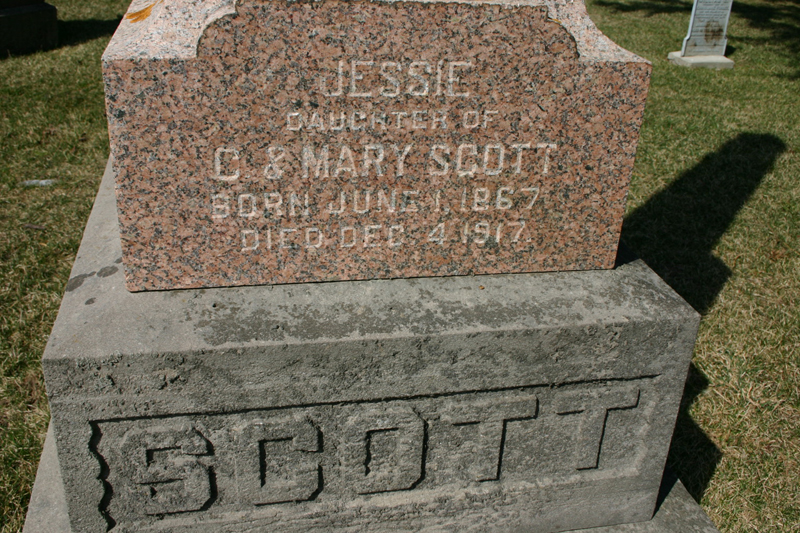 JESSIE
DAUGHTER OF
C & MARY SCOTT
BORN JUNE 1, 1867
DIED DEC 4 1917.
SCOTT